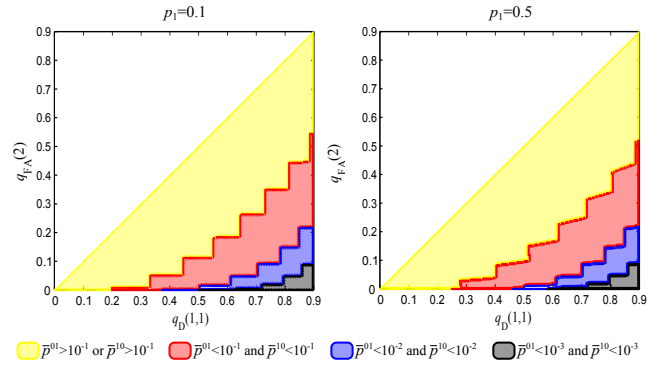 p₁=0.1
p₁=0.5
0.9
0.8
0.7
0.6
0.5
0.4
0.3
0.2
0.1
0
q_FA(2)
0 0.1 0.2 0.3 0.4 0.5 0.6 0.7 0.8 0.9
q_D(1,1)
0.9
0.8
0.7
0.6
0.5
0.4
0.3
0.2
0.1
0
q_FA(2)
0 0.1 0.2 0.3 0.4 0.5 0.6 0.7 0.8 0.9
q_D(1,1)
p̅⁰¹>10⁻¹ or p̅¹⁰>10⁻¹
p̅⁰¹<10⁻¹ and p̅¹⁰<10⁻¹
p̅⁰¹<10⁻² and p̅¹⁰<10⁻²
p̅⁰¹<10⁻³ and p̅¹⁰<10⁻³